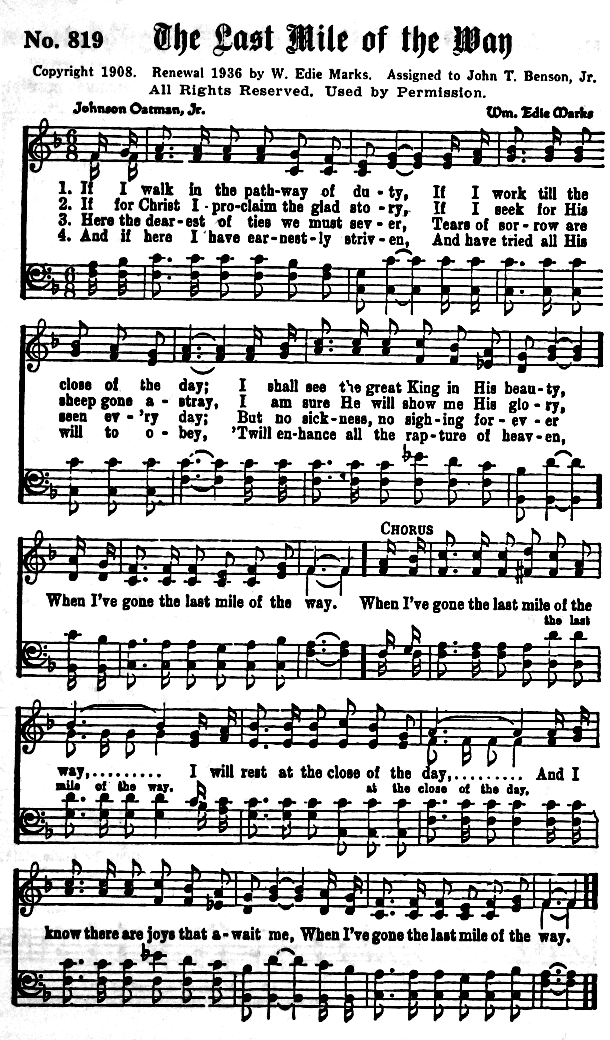 No. 819 The Last Mile of the Way
Copyright 1908. Renewal 1936 by W. Edie Marks. Assigned to John T. Benson, Jr.
All Rights Reserved. Used by Permission.
Johnson Oatman, Jr. Wm. Edie Marks
1. If I walk in the path-way of du-ty, If I work till the
2. If for Christ I pro-claim the glad sto-ry, If I seek for His
3. Here the dear-est of ties we must sev-er, Tears of sor-row are
4. And if here I have ear-nest-ly striv-en, And have tried all His
close of the day; I shall see the great King in His beau-ty,
sheep gone a-stray, I am sure He will show me His glo-ry,
seen ev-'ry day; But no sick-ness, no sigh-ing for-ev-er
will to o-bey, 'Twill en-hance all the rap-ture of heav-en,
CHORUS
When I've gone the last mile of the way. When I've gone the last mile of the
the last
way,......... I will rest at the close of the day,......... And I
mile of the way. at the close of the day,
know there are joys that a-wait me, When I've gone the last mile of the way.